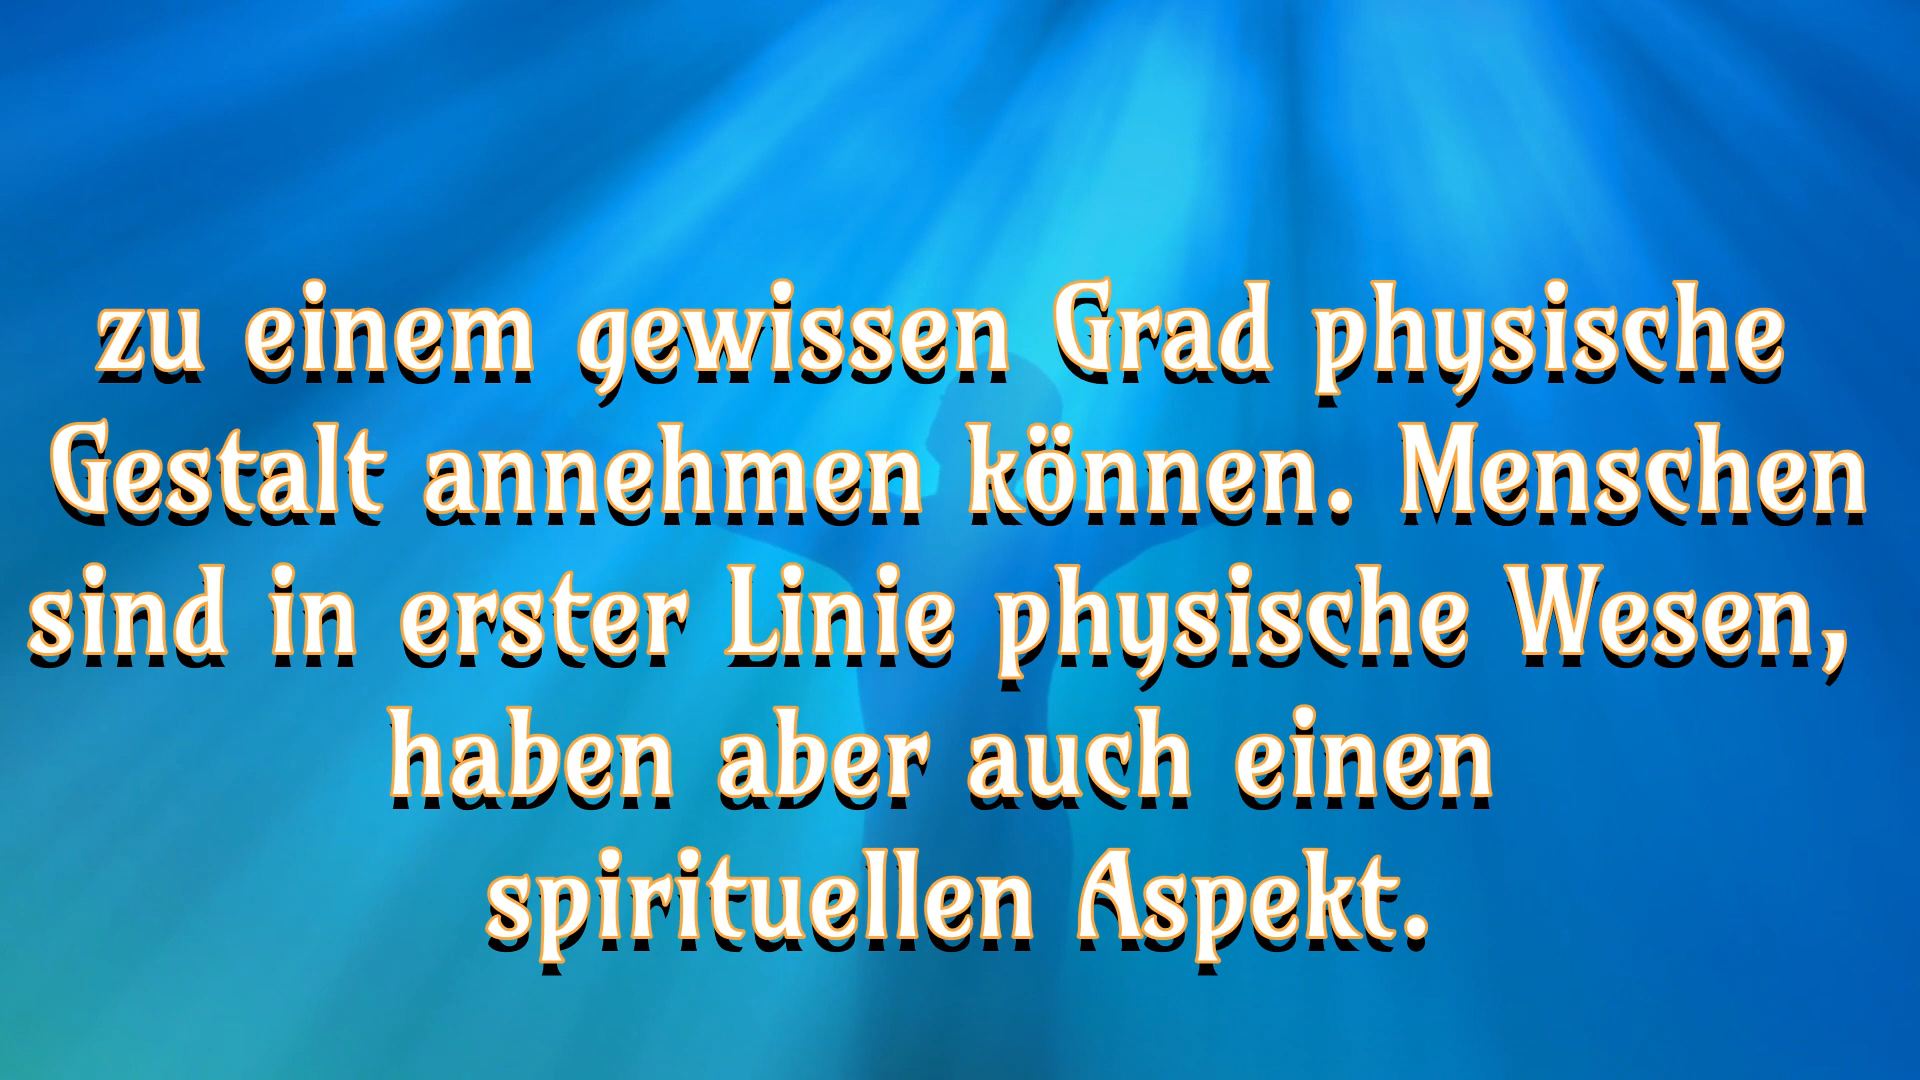 zu einem gewissen Grad physische
Gestalt annehmen können. Menschen
sind in erster Linie physische Wesen,
haben aber auch einen
spirituellen Aspekt.